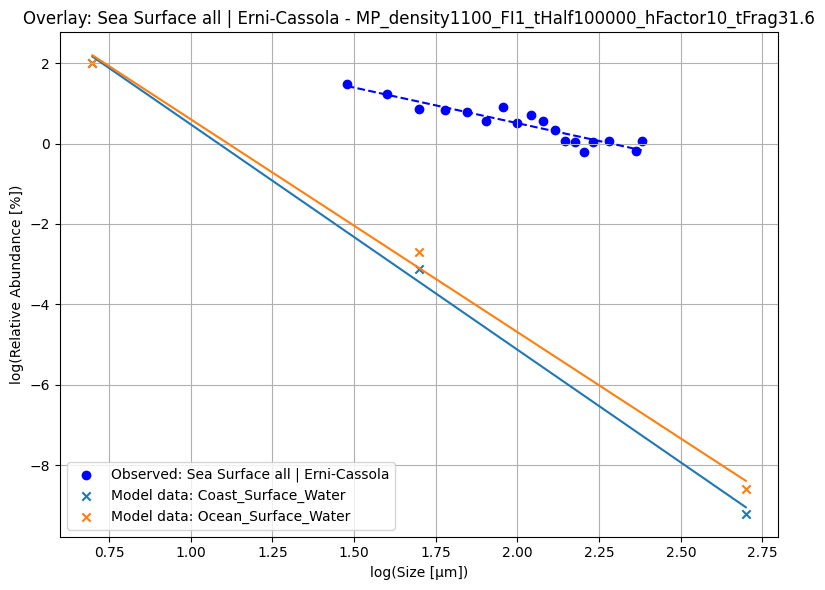 Overlay: Sea Surface all | Erni-Cassola - MP_density1100_FI1_tHalf100000_hFactor10_tFrag31.6
log(Relative Abundance [%])
2
0
−2
−4
−6
−8
Observed: Sea Surface all | Erni-Cassola
Model data: Coast_Surface_Water
Model data: Ocean_Surface_Water
0.75 1.00 1.25 1.50 1.75 2.00 2.25 2.50 2.75
log(Size [μm])